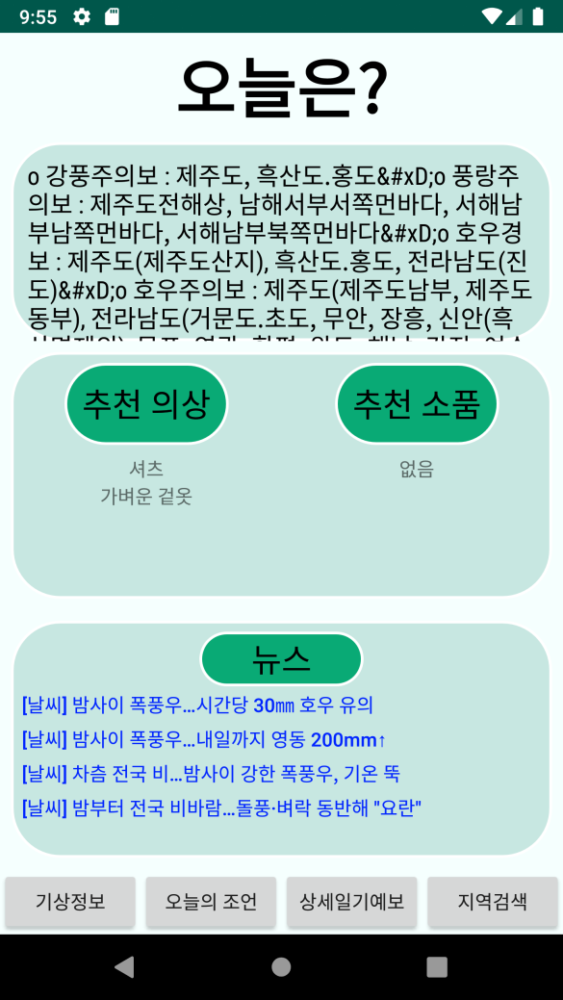 9:55
오늘은?
o 강풍주의보 : 제주도, 흑산도.홍도&#xD;o 풍랑주
의보 : 제주도전해상, 남해서부서쪽먼바다, 서해남
부남쪽먼바다, 서해남부북쪽먼바다&#xD;o 호우경
보 : 제주도(제주도산지), 흑산도.홍도, 전라남도(진
도)&#xD;o 호우주의보 : 제주도(제주도남부, 제주도
동부), 전라남도(거문도.초도, 무안, 장흥, 신안(흑
추천 의상
추천 소품
셔츠
가벼운 겉옷
없음
뉴스
[날씨] 밤사이 폭풍우...시간당 30㎜ 호우 유의
[날씨] 밤사이 폭풍우...내일까지 영동 200mm↑
[날씨] 차츰 전국 비...밤사이 강한 폭풍우, 기온 뚝
[날씨] 밤부터 전국 비바람...돌풍·벼락 동반해 "요란"
기상정보
오늘의 조언
상세일기예보
지역검색